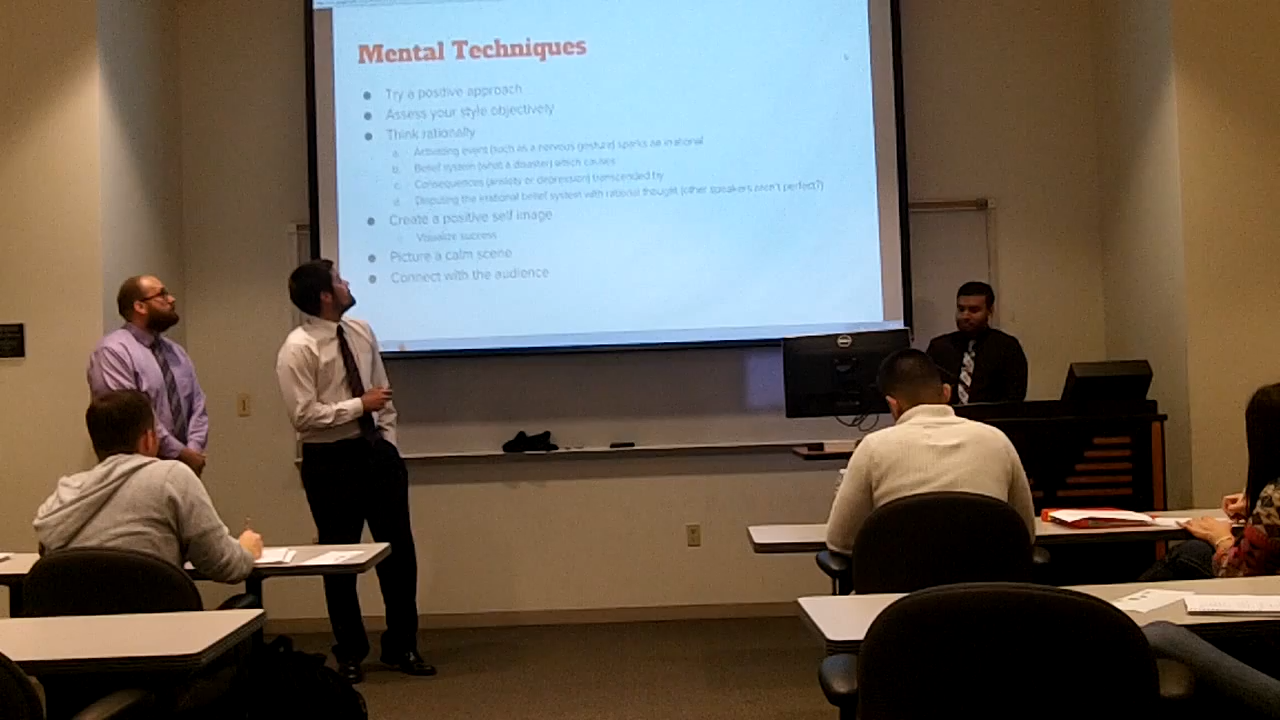 Mental Techniques
● Try a positive approach
● Assess your style objectively
● Think rationally
a. Activating event (such as a nervous gesture) sparks an irrational
b. Belief system (what a disaster) which causes
c. Consequences (anxiety or depression) transcended by
d. Disputing the irrational belief system with rational thought (other speakers aren't perfect?)
● Create a positive self image
Visualize success
● Picture a calm scene
● Connect with the audience
DELL